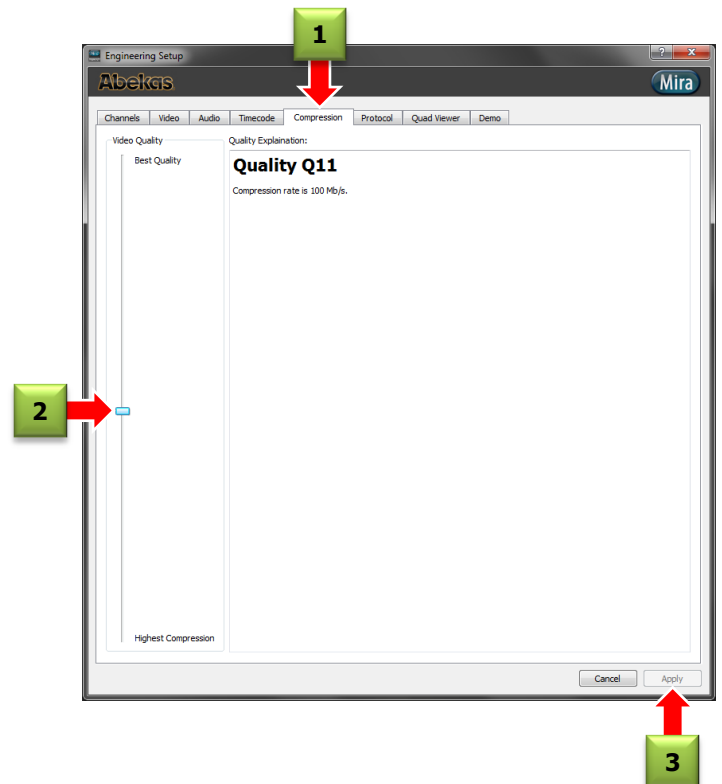 1
Engineering Setup
?
x
Abekas
Mira
Channels Video Audio Timecode Compression Protocol Quad Viewer Demo
Video Quality
Quality Explaination:
Best Quality
Quality Q11
Compression rate is 100 Mb/s.
2
Highest Compression
Cancel Apply
3